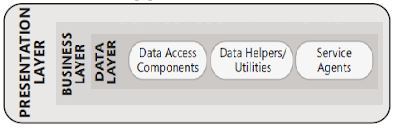 PRESENTATION
LAYER
BUSINESS
LAYER
DATA
LAYER
Data Access
Components
Data Helpers/
Utilities
Service
Agents